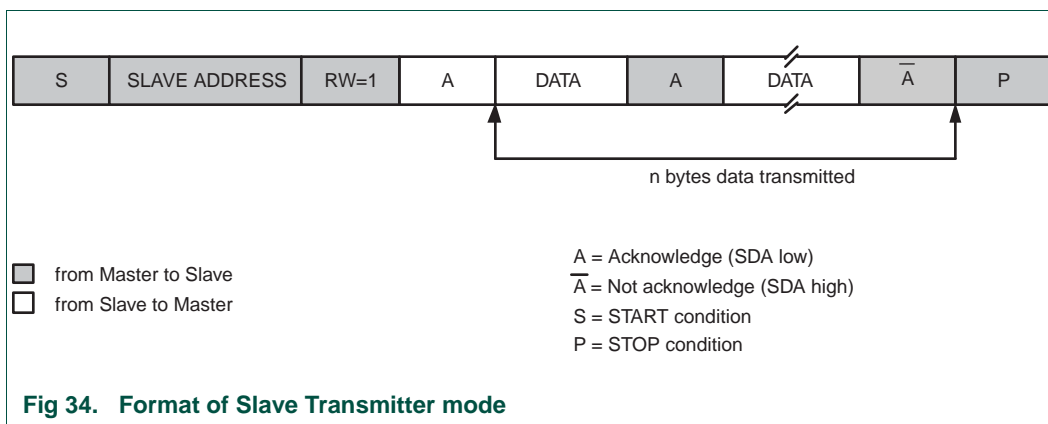 S SLAVE ADDRESS RW=1 A DATA A DATA A̅ P
n bytes data transmitted
from Master to Slave
from Slave to Master
A = Acknowledge (SDA low)
A̅ = Not acknowledge (SDA high)
S = START condition
P = STOP condition
Fig 34. Format of Slave Transmitter mode